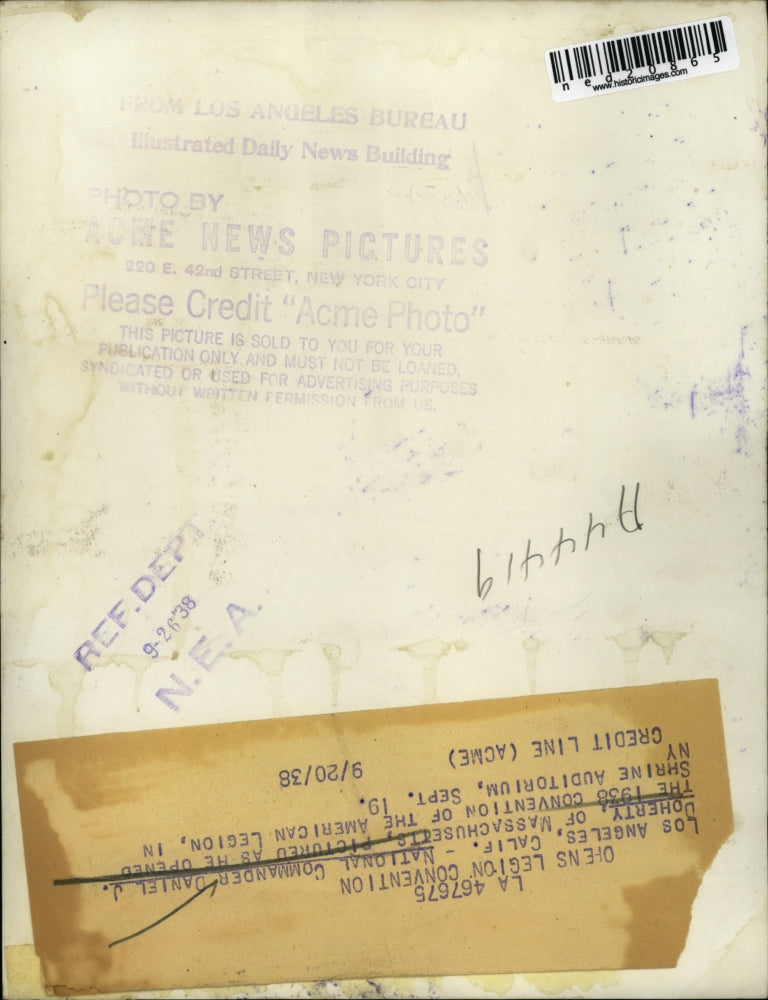 ned20865
www.historicimages.com
FROM LOS ANGELES BUREAU
Illustrated Daily News Building
PHOTO BY
ACME NEWS PICTURES
220 E. 42nd STREET, NEW YORK CITY
Please Credit "Acme Photo"
THIS PICTURE IS SOLD TO YOU FOR YOUR
PUBLICATION ONLY AND MUST NOT BE LOANED,
SYNDICATED OR USED FOR ADVERTISING PURPOSES
WITHOUT WRITTEN PERMISSION FROM US.
A44419
REF. DEPT
9-26'38
N.E.A.
LA 467675
OPENS LEGION CONVENTION
LOS ANGELES, CALIF. - NATIONAL COMMANDER DANIEL J.
DOHERTY OF MASSACHUSETTS, PICTURED AS HE OPENED
THE 1938 CONVENTION OF THE AMERICAN LEGION, IN
SHRINE AUDITORIUM, SEPT. 19.
NY
CREDIT LINE (ACME) 9/20/38